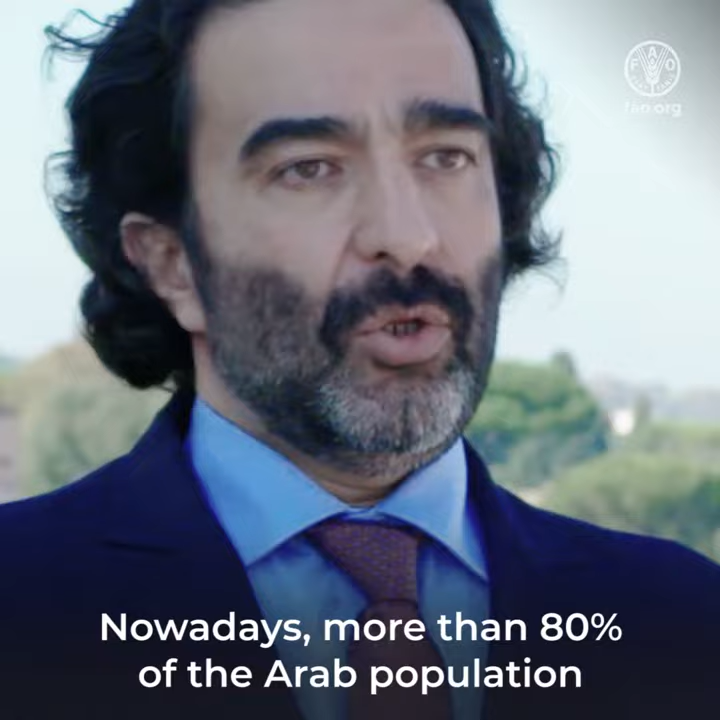 F A O
fao.org
Nowadays, more than 80%
of the Arab population